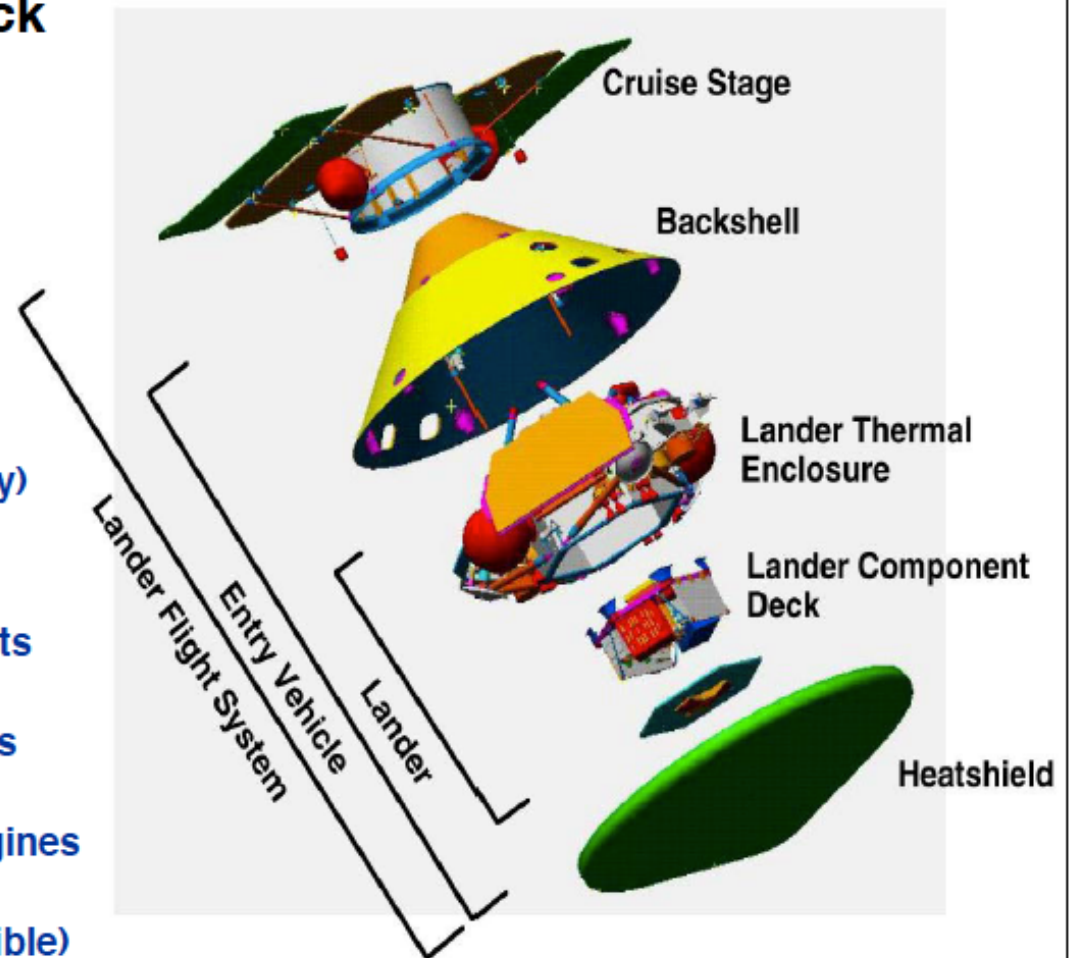 ck
Cruise Stage
Backshell
Lander Thermal
Enclosure
Lander Component
Deck
Heatshield
Lander Flight System
Entry Vehicle
Lander
y)
ts
s
gines
ible)